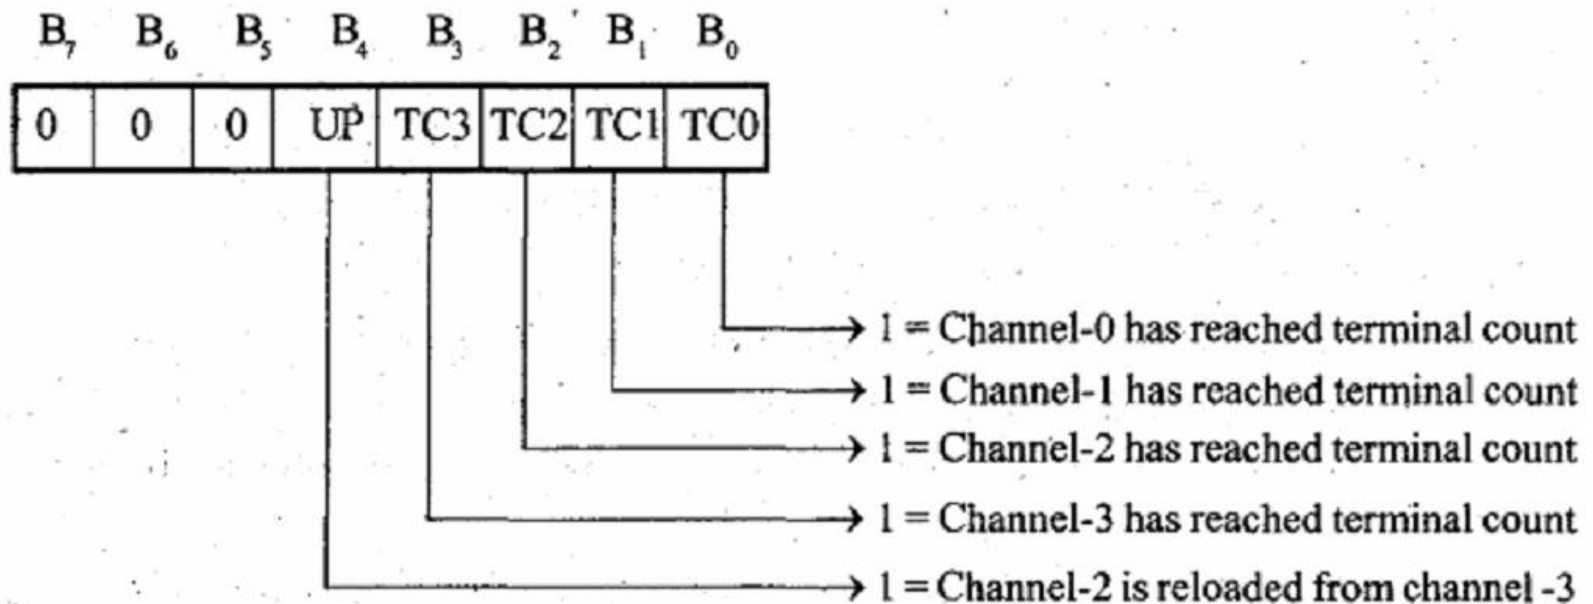 B₇ B₆ B₅ B₄ B₃ B₂ B₁ B₀
0 0 0 UP TC3 TC2 TC1 TC0
1 = Channel-0 has reached terminal count
1 = Channel-1 has reached terminal count
1 = Channel-2 has reached terminal count
1 = Channel-3 has reached terminal count
1 = Channel-2 is reloaded from channel -3